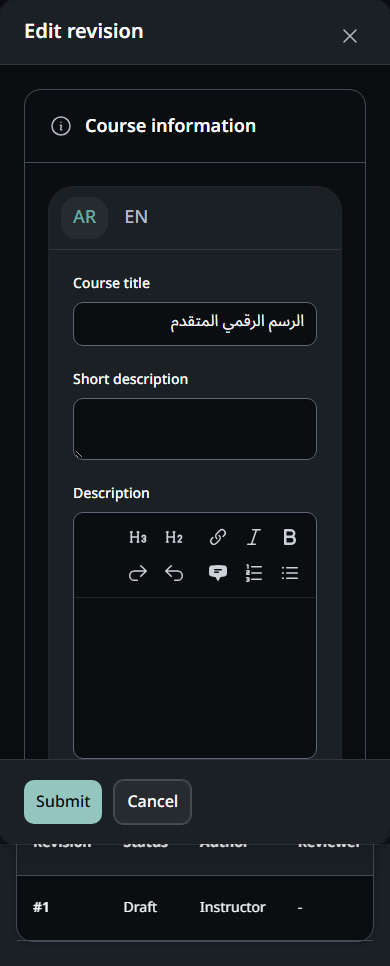 Edit revision
Course information
AR EN
Course title
الرسم الرقمي المتقدم
Short description
Description
H3 H2 I B
Submit Cancel
Revision Status Author Reviewer
#1 Draft Instructor -